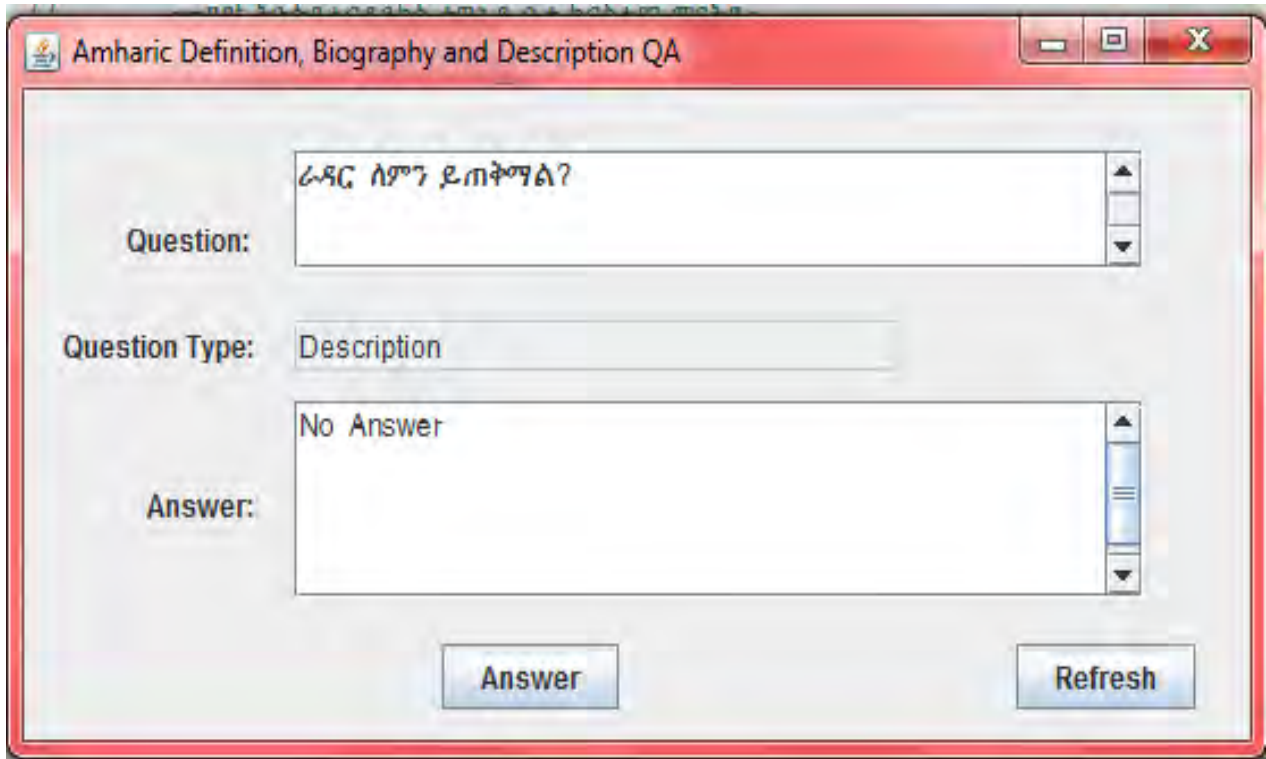 Amharic Definition, Biography and Description QA
ራዳር ለምን ይጠቅማል?
Question:
Question Type:
Description
No Answer
Answer:
Answer
Refresh